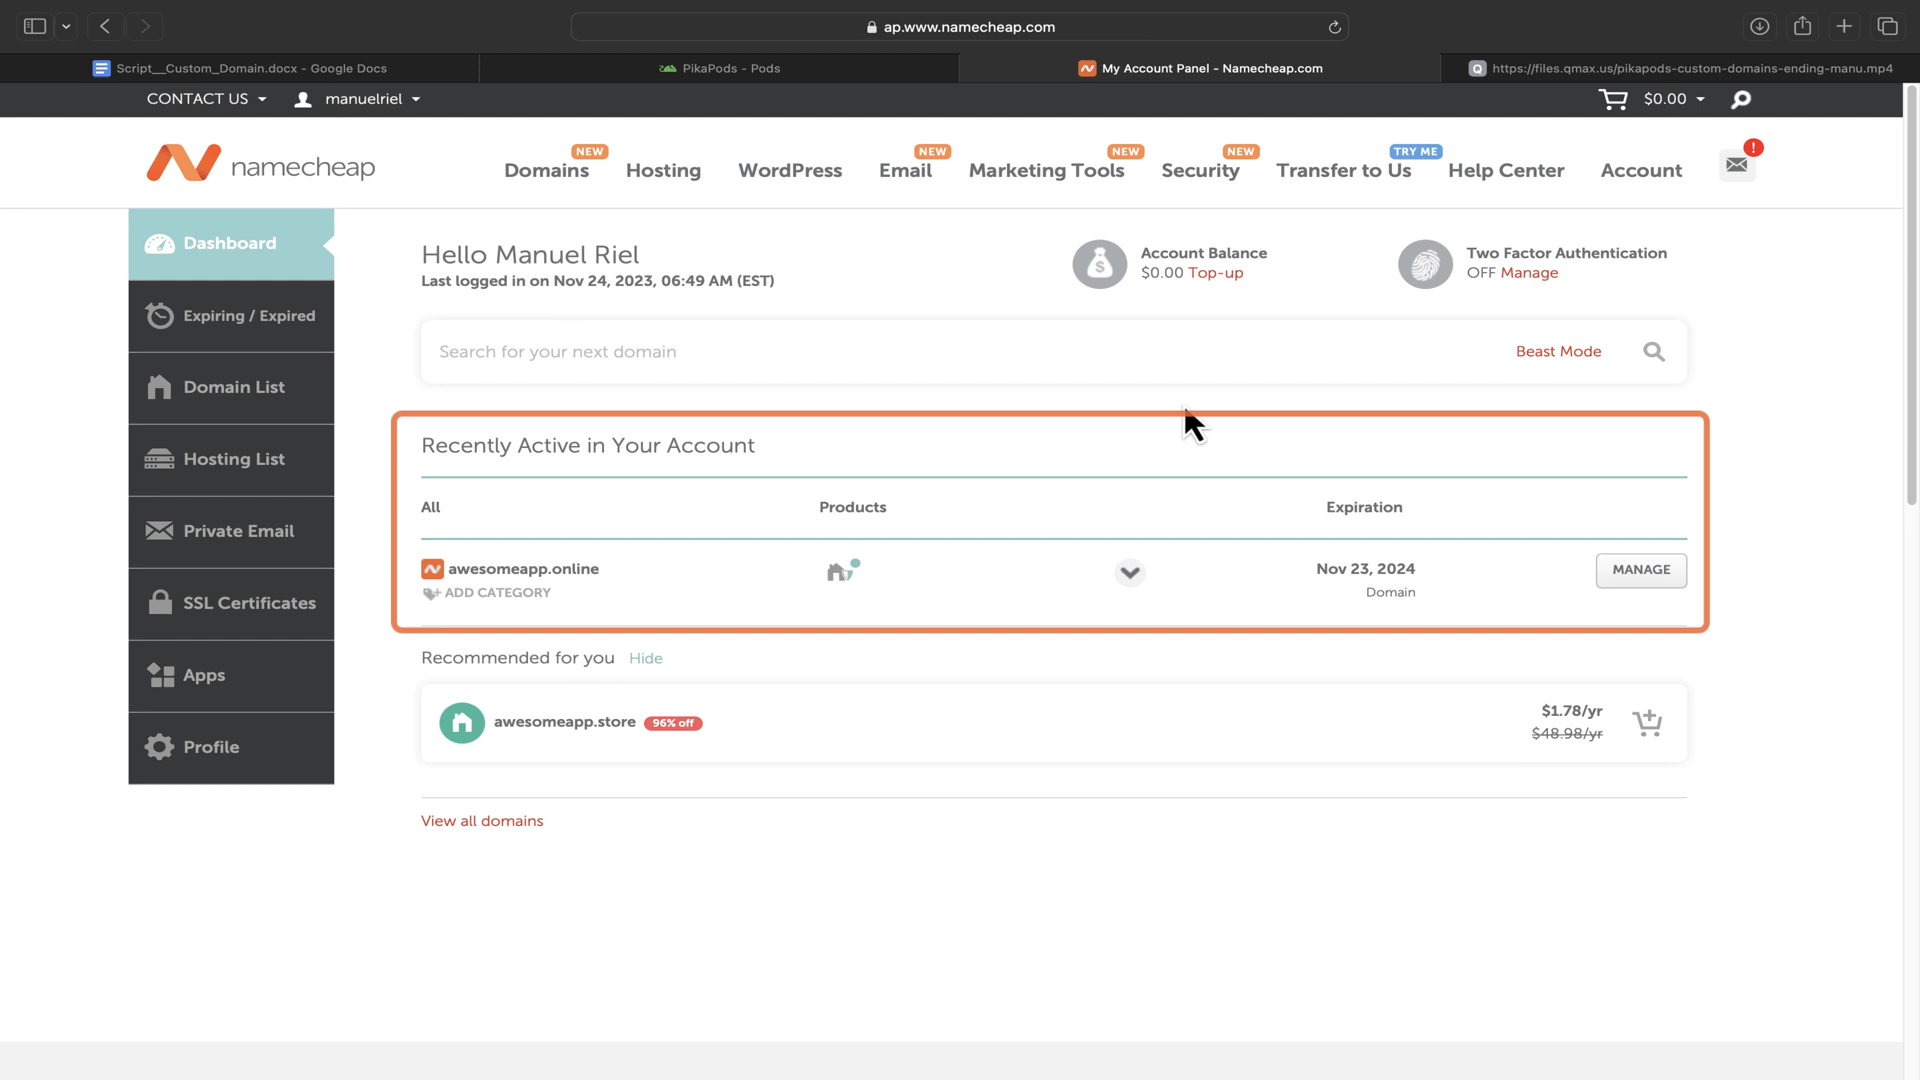 ap.www.namecheap.com
Script__Custom_Domain.docx - Google Docs
PikaPods - Pods
My Account Panel - Namecheap.com
https://files.qmax.us/pikapods-custom-domains-ending-manu.mp4
CONTACT US
manuelriel
$0.00
namecheap
Domains NEW
Hosting
WordPress
Email NEW
Marketing Tools NEW
Security NEW
Transfer to Us TRY ME
Help Center
Account
!
Dashboard
Expiring / Expired
Domain List
Hosting List
Private Email
SSL Certificates
Apps
Profile
Hello Manuel Riel
Last logged in on Nov 24, 2023, 06:49 AM (EST)
Account Balance
$0.00 Top-up
Two Factor Authentication
OFF Manage
Search for your next domain
Beast Mode
Recently Active in Your Account
All Products Expiration
awesomeapp.online
ADD CATEGORY
Nov 23, 2024
Domain
MANAGE
Recommended for you Hide
awesomeapp.store 96% off
$1.78/yr
$48.98/yr
View all domains